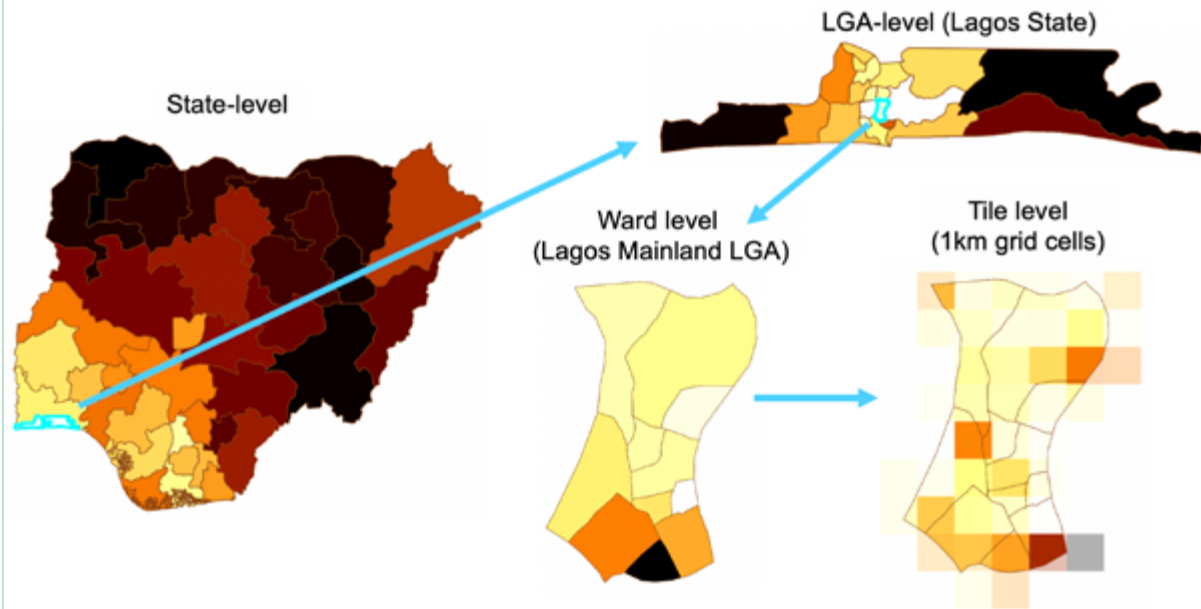 LGA-level (Lagos State)
State-level
Ward level
(Lagos Mainland LGA)
Tile level
(1km grid cells)